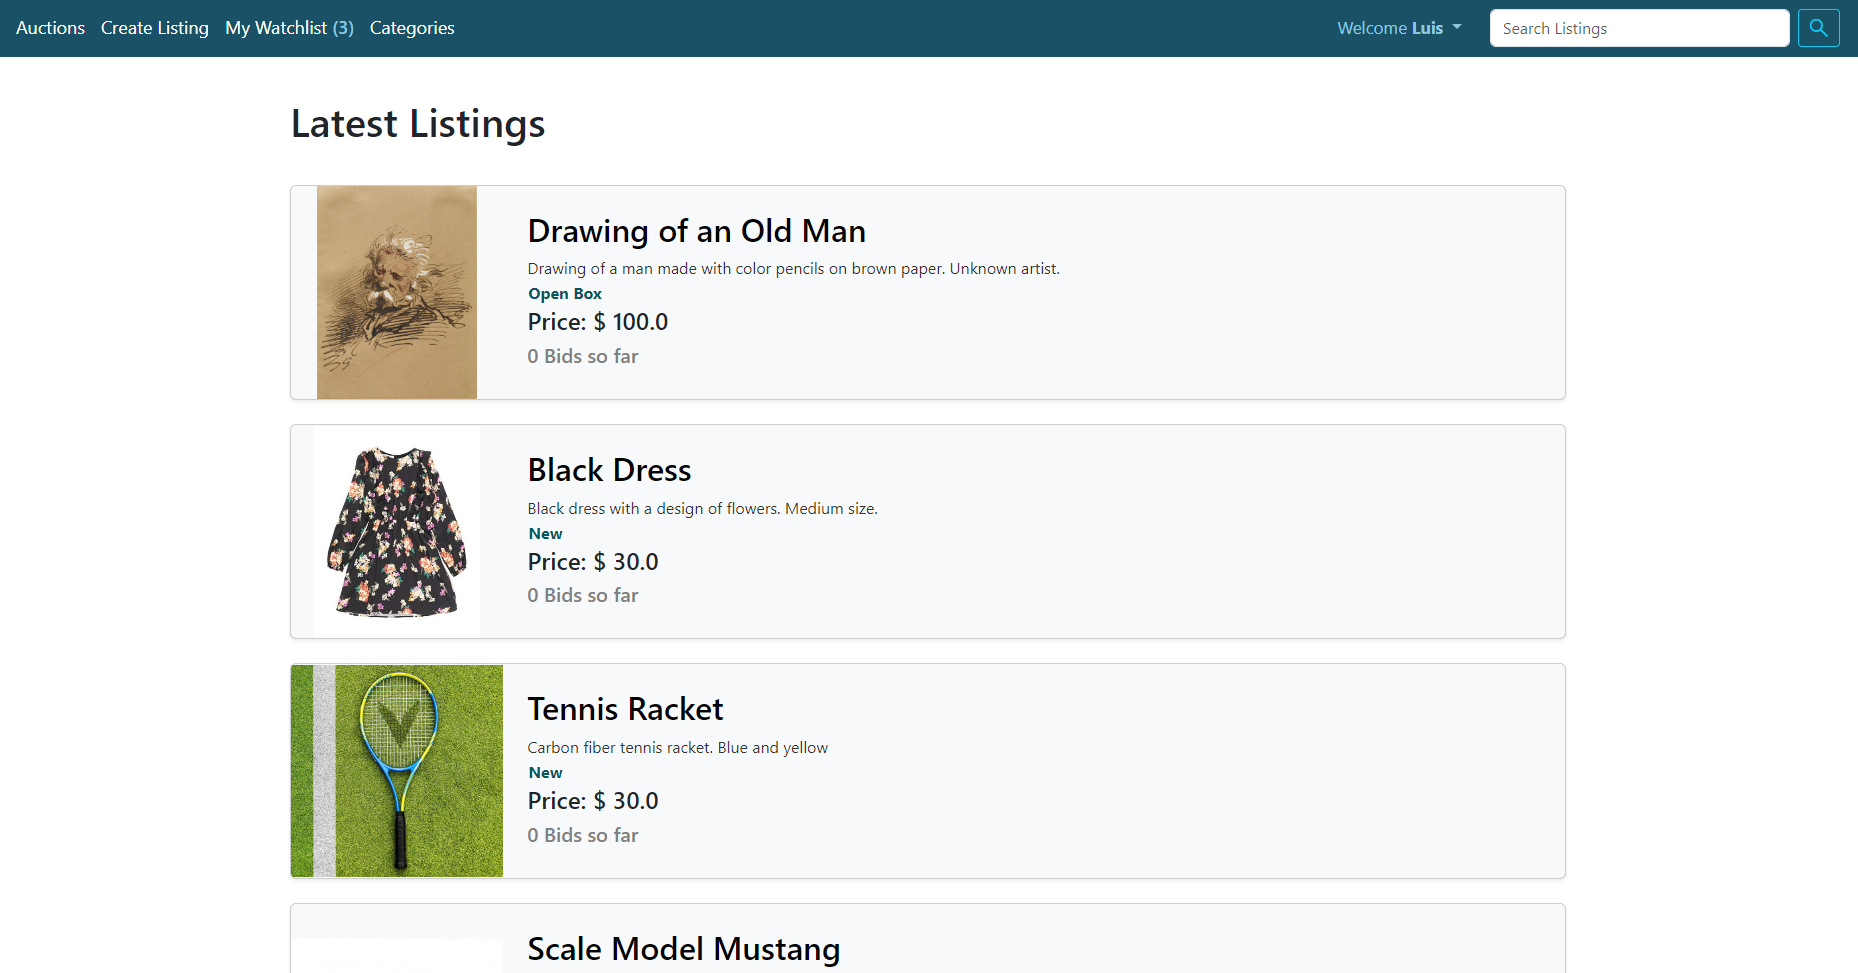 Auctions Create Listing My Watchlist (3) Categories Welcome Luis Search Listings
Latest Listings
Drawing of an Old Man
Drawing of a man made with color pencils on brown paper. Unknown artist.
Open Box
Price: $ 100.0
0 Bids so far
Black Dress
Black dress with a design of flowers. Medium size.
New
Price: $ 30.0
0 Bids so far
Tennis Racket
Carbon fiber tennis racket. Blue and yellow
New
Price: $ 30.0
0 Bids so far
Scale Model Mustang